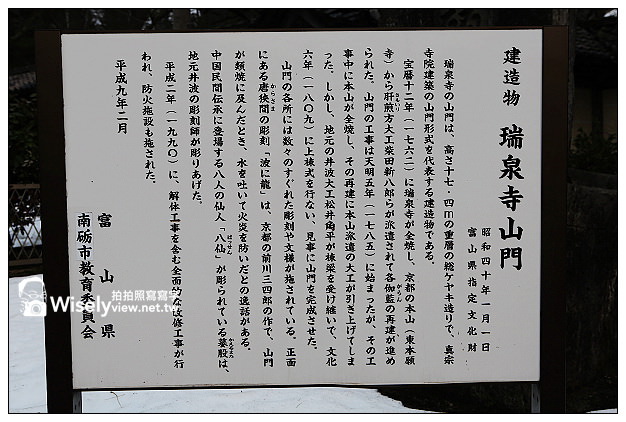 建造物 瑞泉寺山門
昭和四十年一月一日
富山県指定文化財
瑞泉寺の山門は、高さ十七・四mの重層の総ケヤキ造りで、真宗
寺院建築の山門形式を代表する建造物である。
宝暦十二年(一七六二)に瑞泉寺が全焼し、京都の本山(東本願
寺)から肝煎方大工柴田新八郎らが派遣されて各伽藍の再建が進め
られた。山門の工事は天明五年(一七八五)に始まったが、その工
事中に本山が全焼し、その再建に本山派遣の大工が引き上げてしま
った。しかし、地元の井波大工松井角平が棟梁を受け継いで、文化
六年(一八〇九)に上棟式を行ない、見事に山門を完成させた。
山門の各所には数々のすぐれた彫刻や文様が施されている。正面
にある唐狭間の彫刻「波に龍」は、京都の前川三四郎の作で、山門
が類焼に及んだとき、水を吐いて火炎を防いだとの逸話がある。
中国民間伝承に登場する八人の仙人「八仙」が彫られている蟇股は、
地元井波の彫刻師が彫りあげた。
平成二年(一九九〇)に、解体工事を含む全面的な改修工事が行
われ、防火施設も施された。
平成九年二月
富山県
南砺市教育委員会
拍拍照寫寫字
Wiselyview.net.tw